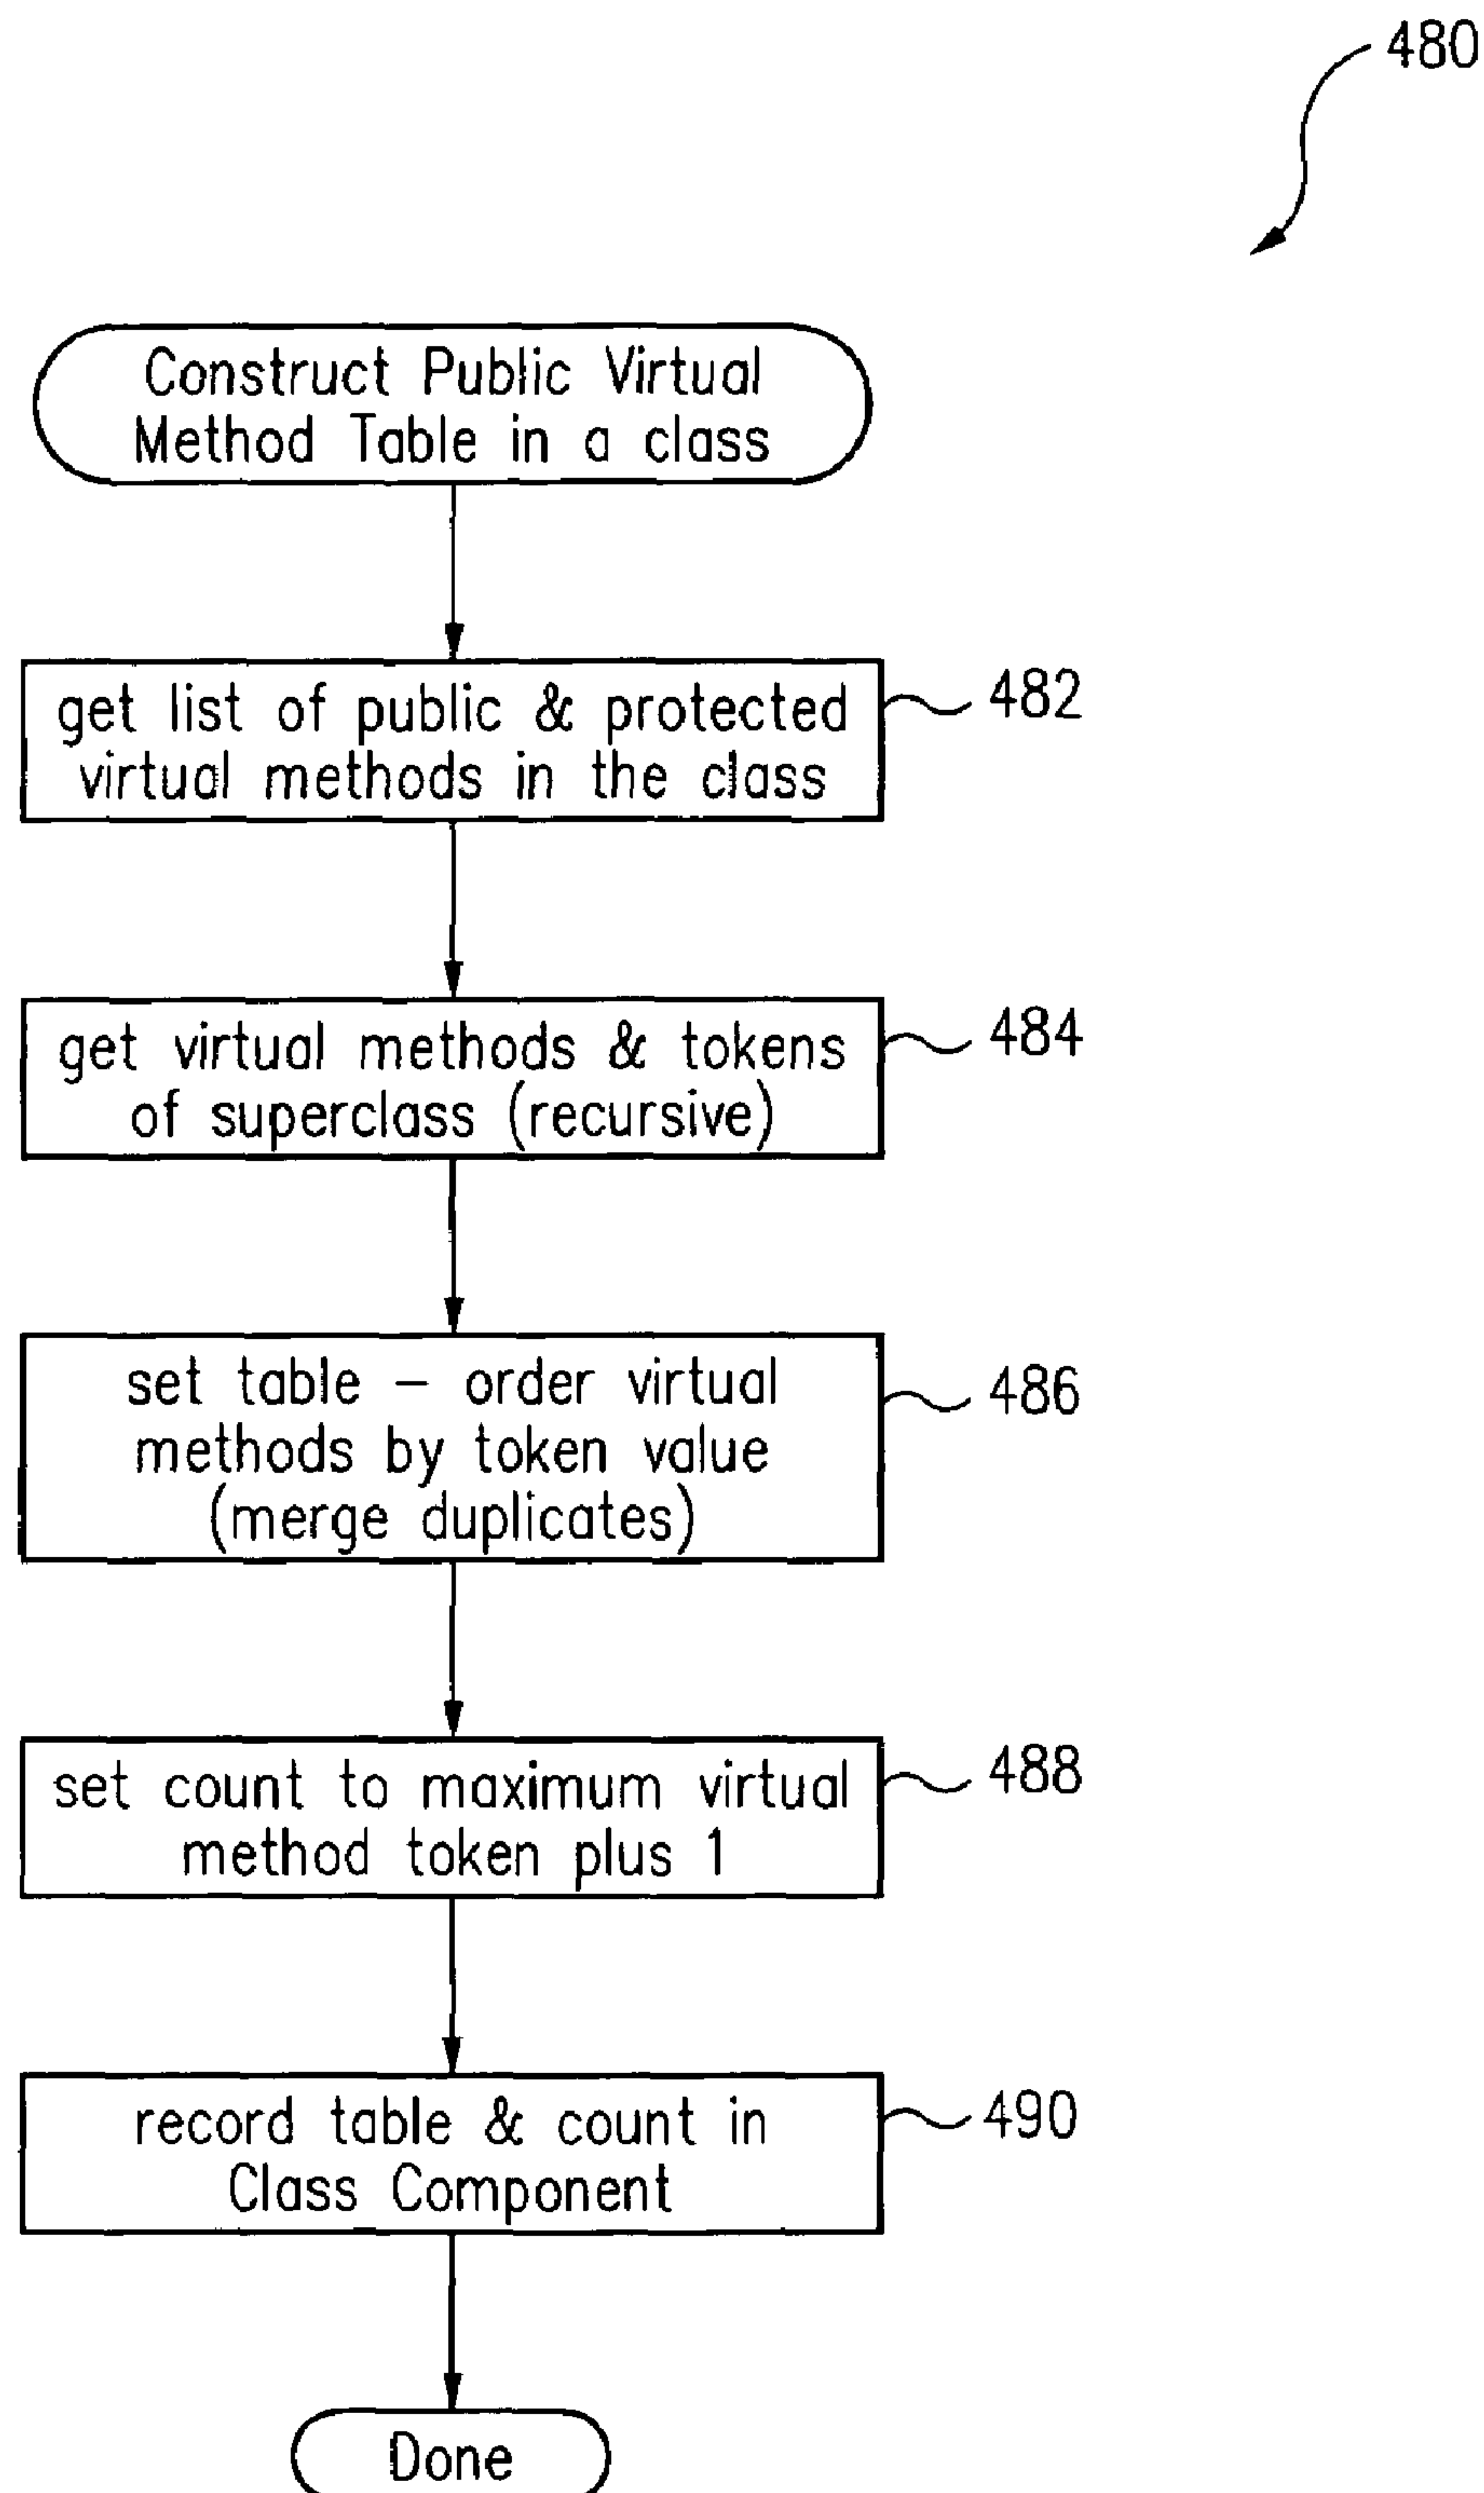 480
Construct Public Virtual
Method Table in a class
get list of public & protected
virtual methods in the class
482
get virtual methods & tokens
of superclass (recursive)
484
set table – order virtual
methods by token value
(merge duplicates)
486
set count to maximum virtual
method token plus 1
488
record table & count in
Class Component
490
Done